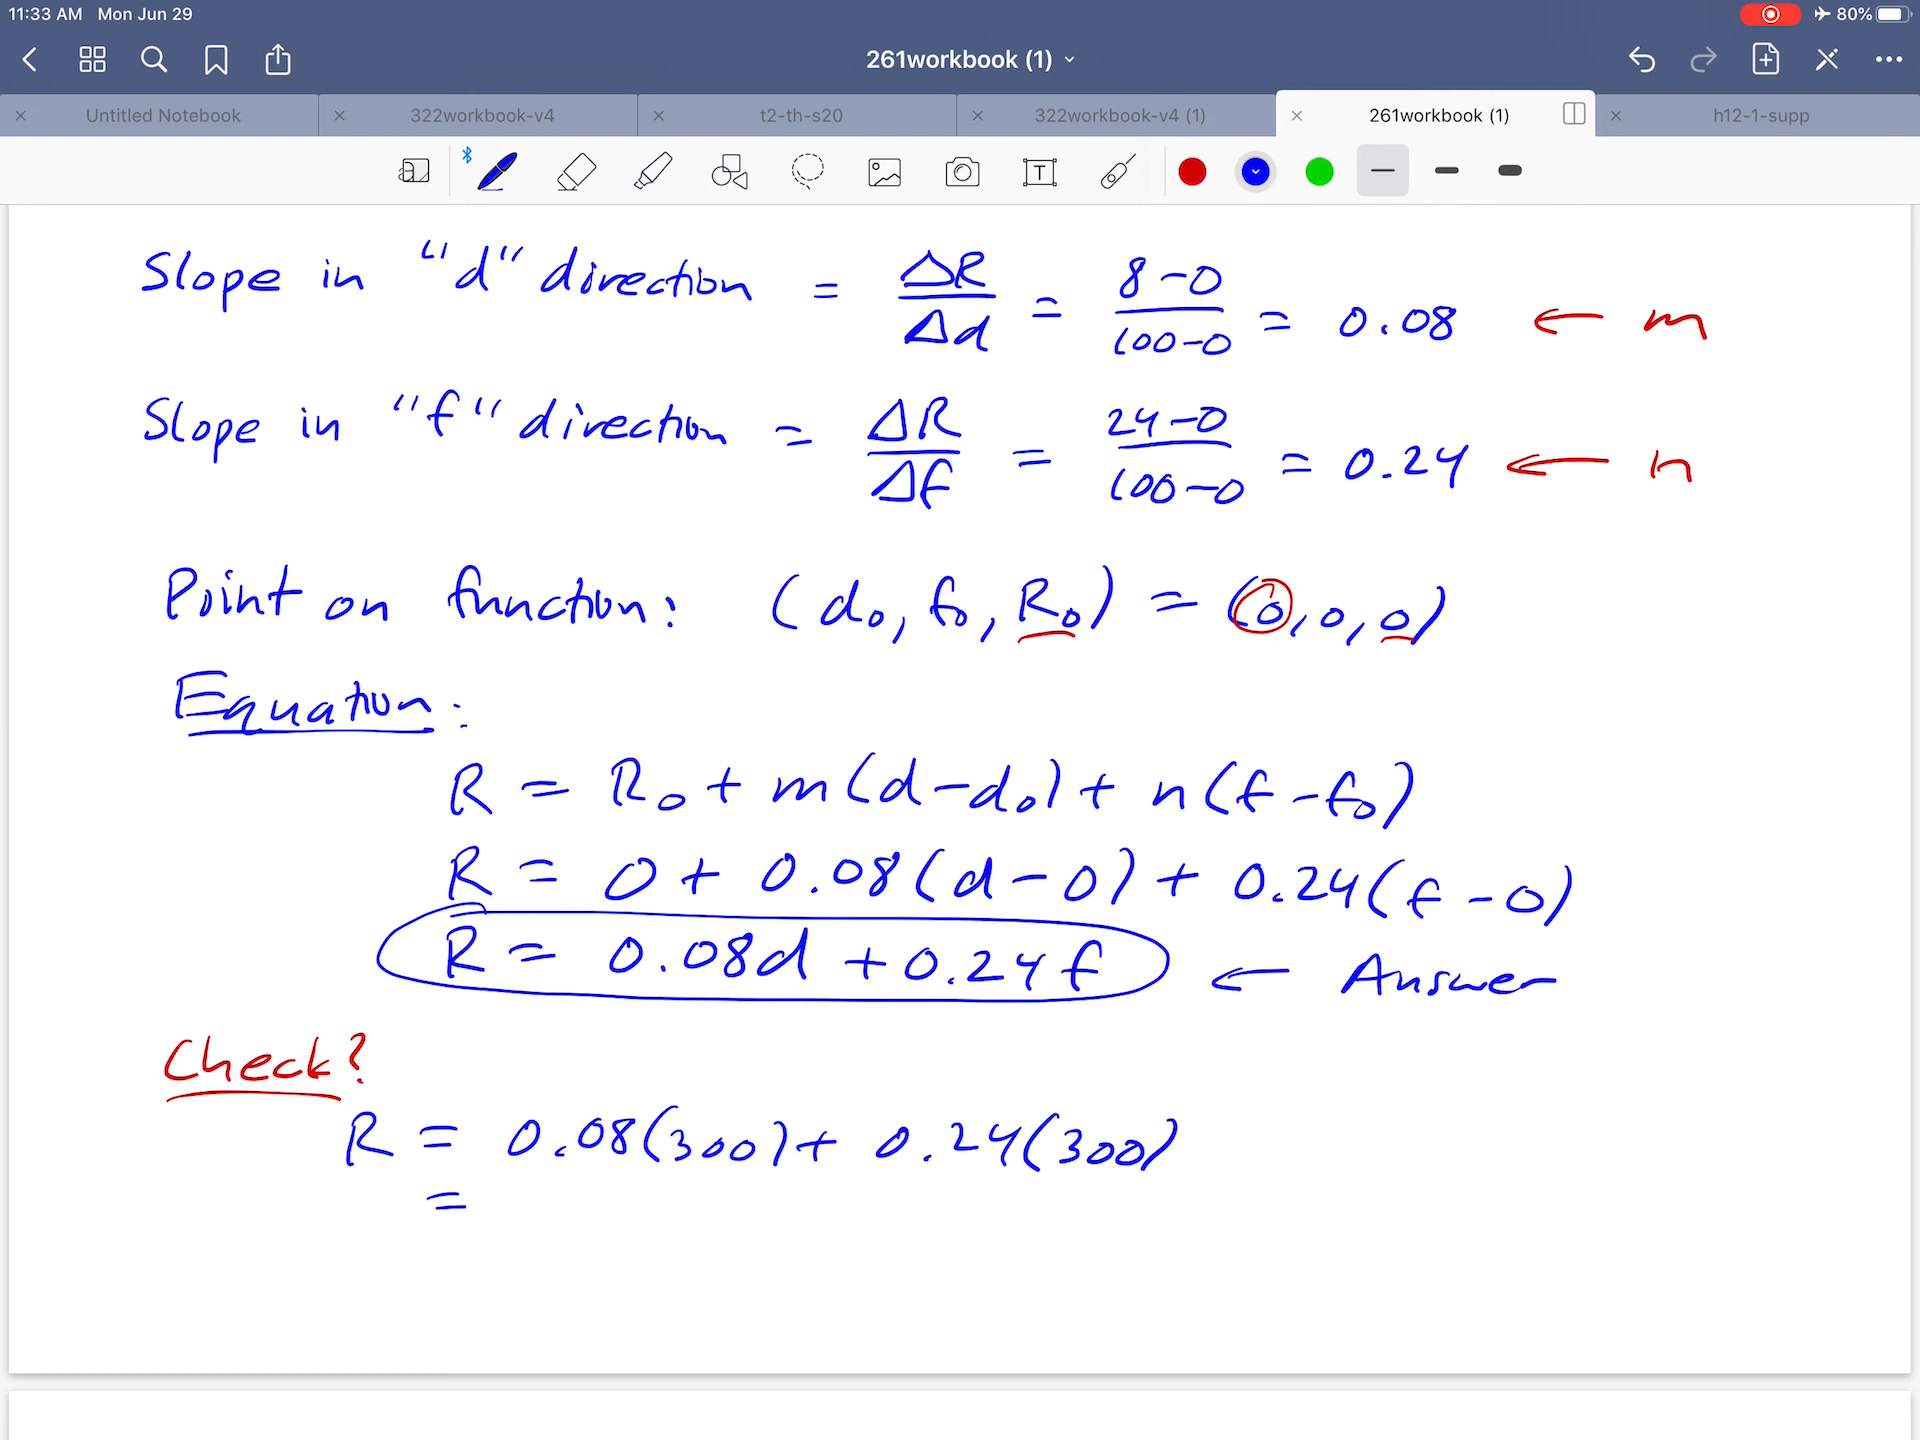 11:33 AM Mon Jun 29 80%
261workbook (1)
Untitled Notebook 322workbook-v4 t2-th-s20 322workbook-v4 (1) 261workbook (1) h12-1-supp
Slope in "d" direction = ΔR/Δd = (8-0)/(100-0) = 0.08 ← m
Slope in "f" direction = ΔR/Δf = (24-0)/(100-0) = 0.24 ← n
Point on function: (d₀, f₀, R₀) = (0, 0, 0)
Equation:
R = R₀ + m(d-d₀) + n(f-f₀)
R = 0 + 0.08(d-0) + 0.24(f-0)
R = 0.08d + 0.24f ← Answer
Check?
R = 0.08(300) + 0.24(300)
=